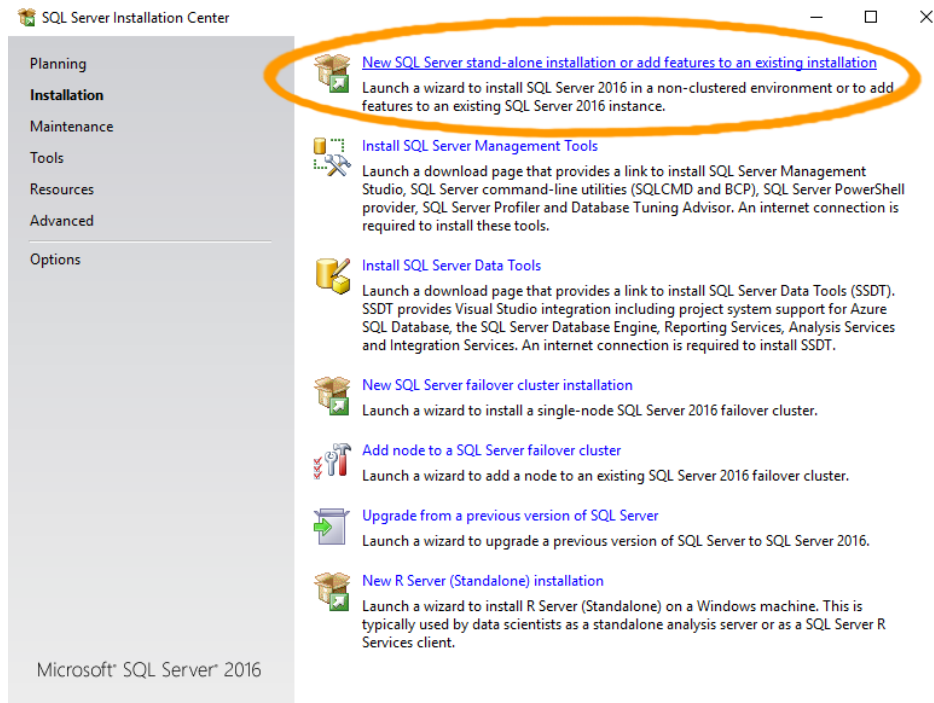 SQL Server Installation Center
Planning
Installation
Maintenance
Tools
Resources
Advanced
Options
Microsoft® SQL Server® 2016
New SQL Server stand-alone installation or add features to an existing installation
Launch a wizard to install SQL Server 2016 in a non-clustered environment or to add
features to an existing SQL Server 2016 instance.
Install SQL Server Management Tools
Launch a download page that provides a link to install SQL Server Management
Studio, SQL Server command-line utilities (SQLCMD and BCP), SQL Server PowerShell
provider, SQL Server Profiler and Database Tuning Advisor. An internet connection is
required to install these tools.
Install SQL Server Data Tools
Launch a download page that provides a link to install SQL Server Data Tools (SSDT).
SSDT provides Visual Studio integration including project system support for Azure
SQL Database, the SQL Server Database Engine, Reporting Services, Analysis Services
and Integration Services. An internet connection is required to install SSDT.
New SQL Server failover cluster installation
Launch a wizard to install a single-node SQL Server 2016 failover cluster.
Add node to a SQL Server failover cluster
Launch a wizard to add a node to an existing SQL Server 2016 failover cluster.
Upgrade from a previous version of SQL Server
Launch a wizard to upgrade a previous version of SQL Server to SQL Server 2016.
New R Server (Standalone) installation
Launch a wizard to install R Server (Standalone) on a Windows machine. This is
typically used by data scientists as a standalone analysis server or as a SQL Server R
Services client.